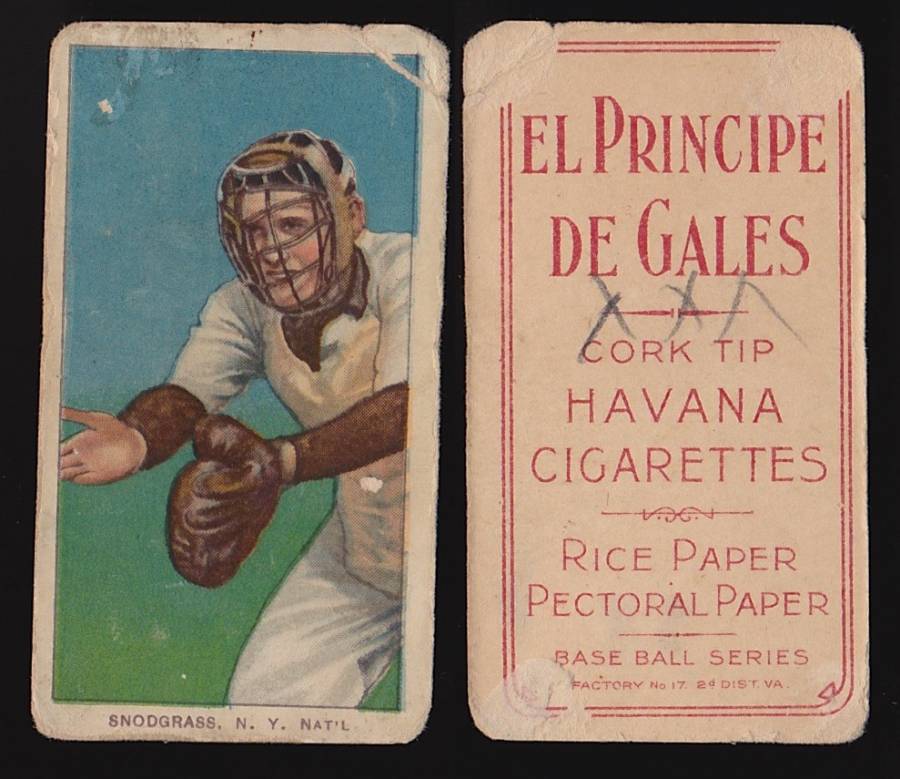 SNODGRASS, N. Y. NAT'L
EL PRINCIPE
DE GALES
XXX
CORK TIP
HAVANA
CIGARETTES
RICE PAPER
PECTORAL PAPER
BASE BALL SERIES
FACTORY No 17. 2d DIST. VA.